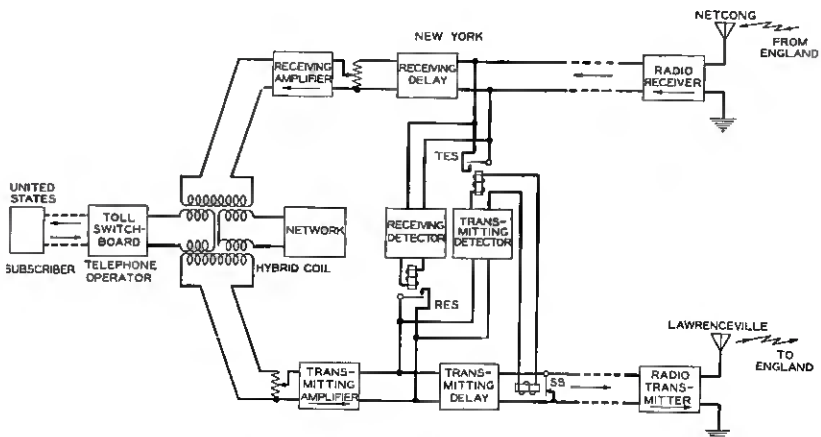 NETCONG
FROM
ENGLAND
NEW YORK
RECEIVING
AMPLIFIER
RECEIVING
DELAY
RADIO
RECEIVER
TES
UNITED
STATES
SUBSCRIBER
TOLL
SWITCH-
BOARD
TELEPHONE
OPERATOR
NETWORK
HYBRID COIL
RECEIVING
DETECTOR
TRANS-
MITTING
DETECTOR
RES
LAWRENCEVILLE
TO
ENGLAND
TRANS-
MITTING
AMPLIFIER
TRANS-
MITTING
DELAY
SS
RADIO
TRANS-
MITTER